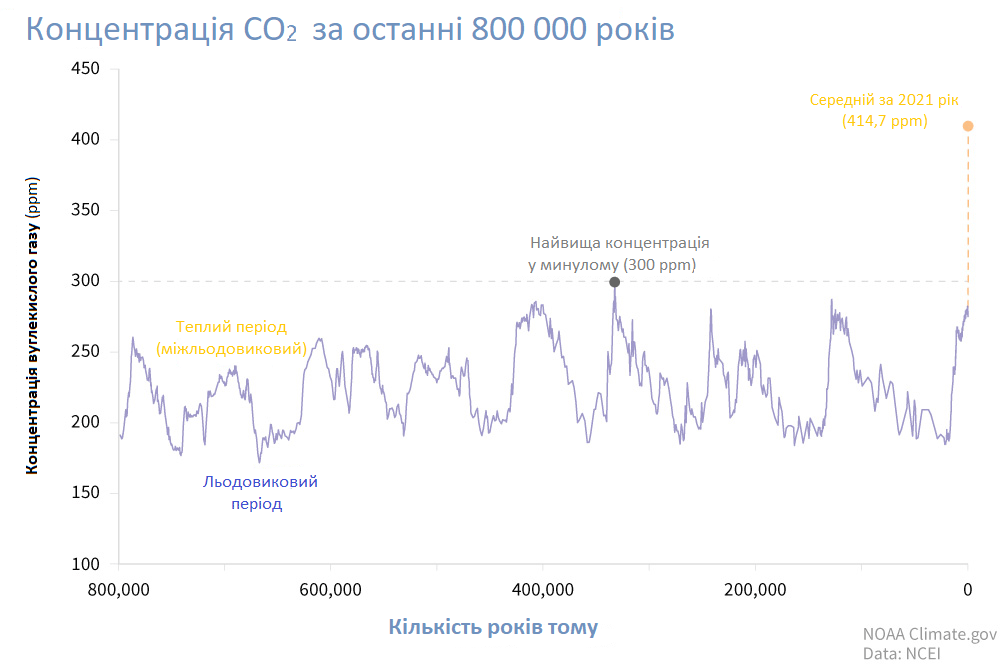 Концентрація CO₂ за останні 800 000 років
Концентрація вуглекислого газу (ppm)
450
400
350
300
250
200
150
100
Середній за 2021 рік
(414,7 ppm)
Найвища концентрація
у минулому (300 ppm)
Теплий період
(міжльодовиковий)
Льодовиковий
період
800,000
600,000
400,000
200,000
0
Кількість років тому
NOAA Climate.gov
Data: NCEI